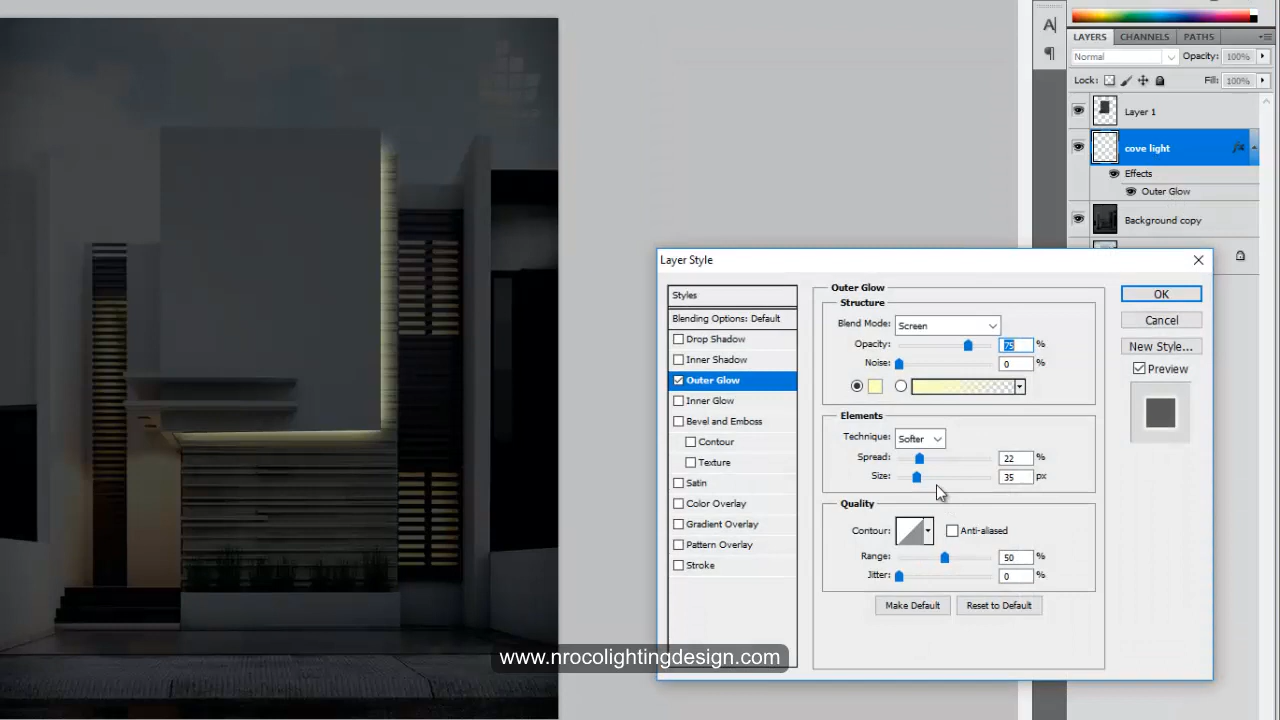 A
LAYERS CHANNELS PATHS
Normal Opacity: 100%
Lock: Fill: 100%
Layer 1
cove light fx
Effects
Outer Glow
Background copy
Layer Style
Styles
Blending Options: Default
Drop Shadow
Inner Shadow
Outer Glow
Inner Glow
Bevel and Emboss
Contour
Texture
Satin
Color Overlay
Gradient Overlay
Pattern Overlay
Stroke
Outer Glow
Structure
Blend Mode: Screen
Opacity: 75 %
Noise: 0 %
Elements
Technique: Softer
Spread: 22 %
Size: 35 px
Quality
Contour: Anti-aliased
Range: 50 %
Jitter: 0 %
Make Default Reset to Default
OK
Cancel
New Style...
Preview
www.nrocolightingdesign.com